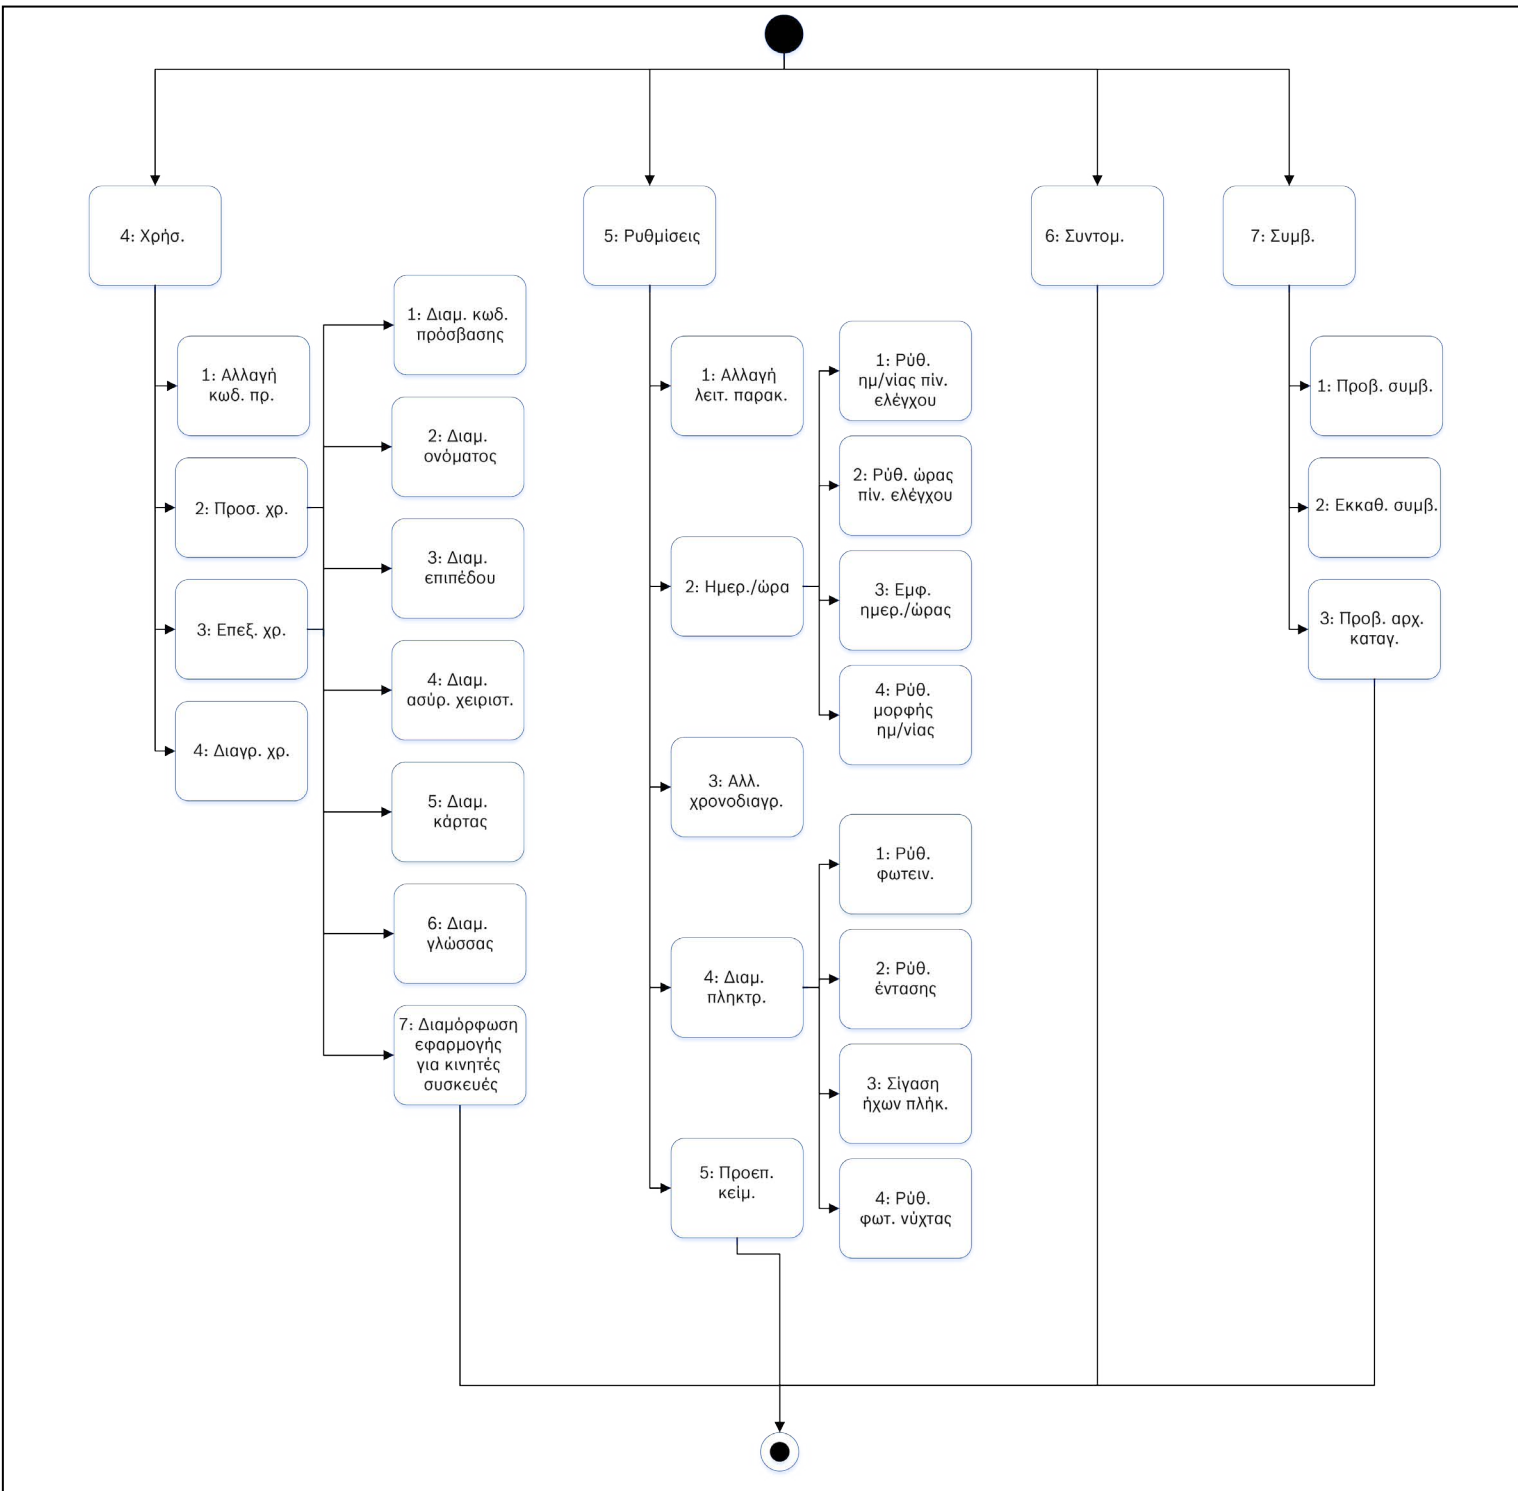 4: Χρήσ.
1: Αλλαγή
κωδ. πρ.
2: Προσ. χρ.
3: Επεξ. χρ.
4: Διαγρ. χρ.
1: Διαμ. κωδ.
πρόσβασης
2: Διαμ.
ονόματος
3: Διαμ.
επιπέδου
4: Διαμ.
ασύρ. χειριστ.
5: Διαμ.
κάρτας
6: Διαμ.
γλώσσας
7: Διαμόρφωση
εφαρμογής
για κινητές
συσκευές
5: Ρυθμίσεις
1: Αλλαγή
λειτ. παρακ.
2: Ημερ./ώρα
1: Ρύθ.
ημ/νίας πίν.
ελέγχου
2: Ρύθ. ώρας
πίν. ελέγχου
3: Εμφ.
ημερ./ώρας
4: Ρύθ.
μορφής
ημ/νίας
3: Αλλ.
χρονοδιαγρ.
4: Διαμ.
πληκτρ.
1: Ρύθ.
φωτειν.
2: Ρύθ.
έντασης
3: Σίγαση
ήχων πλήκ.
4: Ρύθ.
φωτ. νύχτας
5: Προεπ.
κείμ.
6: Συντομ.
7: Συμβ.
1: Προβ. συμβ.
2: Εκκαθ. συμβ.
3: Προβ. αρχ.
καταγ.